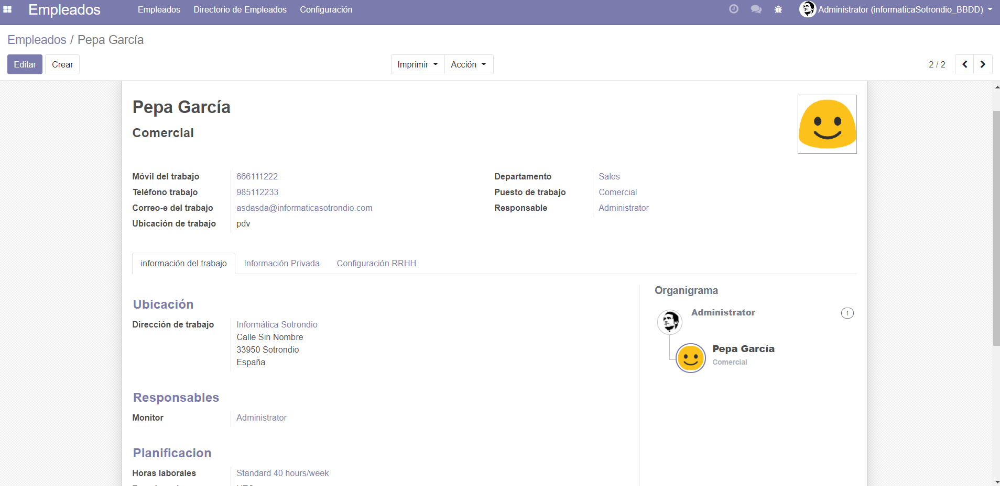 Empleados Empleados Directorio de Empleados Configuración Administrator (informaticaSotrondio_BBDD)
Empleados / Pepa García
Editar Crear Imprimir Acción 2 / 2
Pepa García
Comercial
Móvil del trabajo 666111222 Departamento Sales
Teléfono trabajo 985112233 Puesto de trabajo Comercial
Correo-e del trabajo asdasda@informaticasotrondio.com Responsable Administrator
Ubicación de trabajo pdv
información del trabajo Información Privada Configuración RRHH
Organigrama
Ubicación
Administrator 1
Dirección de trabajo Informática Sotrondio
Calle Sin Nombre
33950 Sotrondio
España
Pepa García
Comercial
Responsables
Monitor Administrator
Planificacion
Horas laborales Standard 40 hours/week